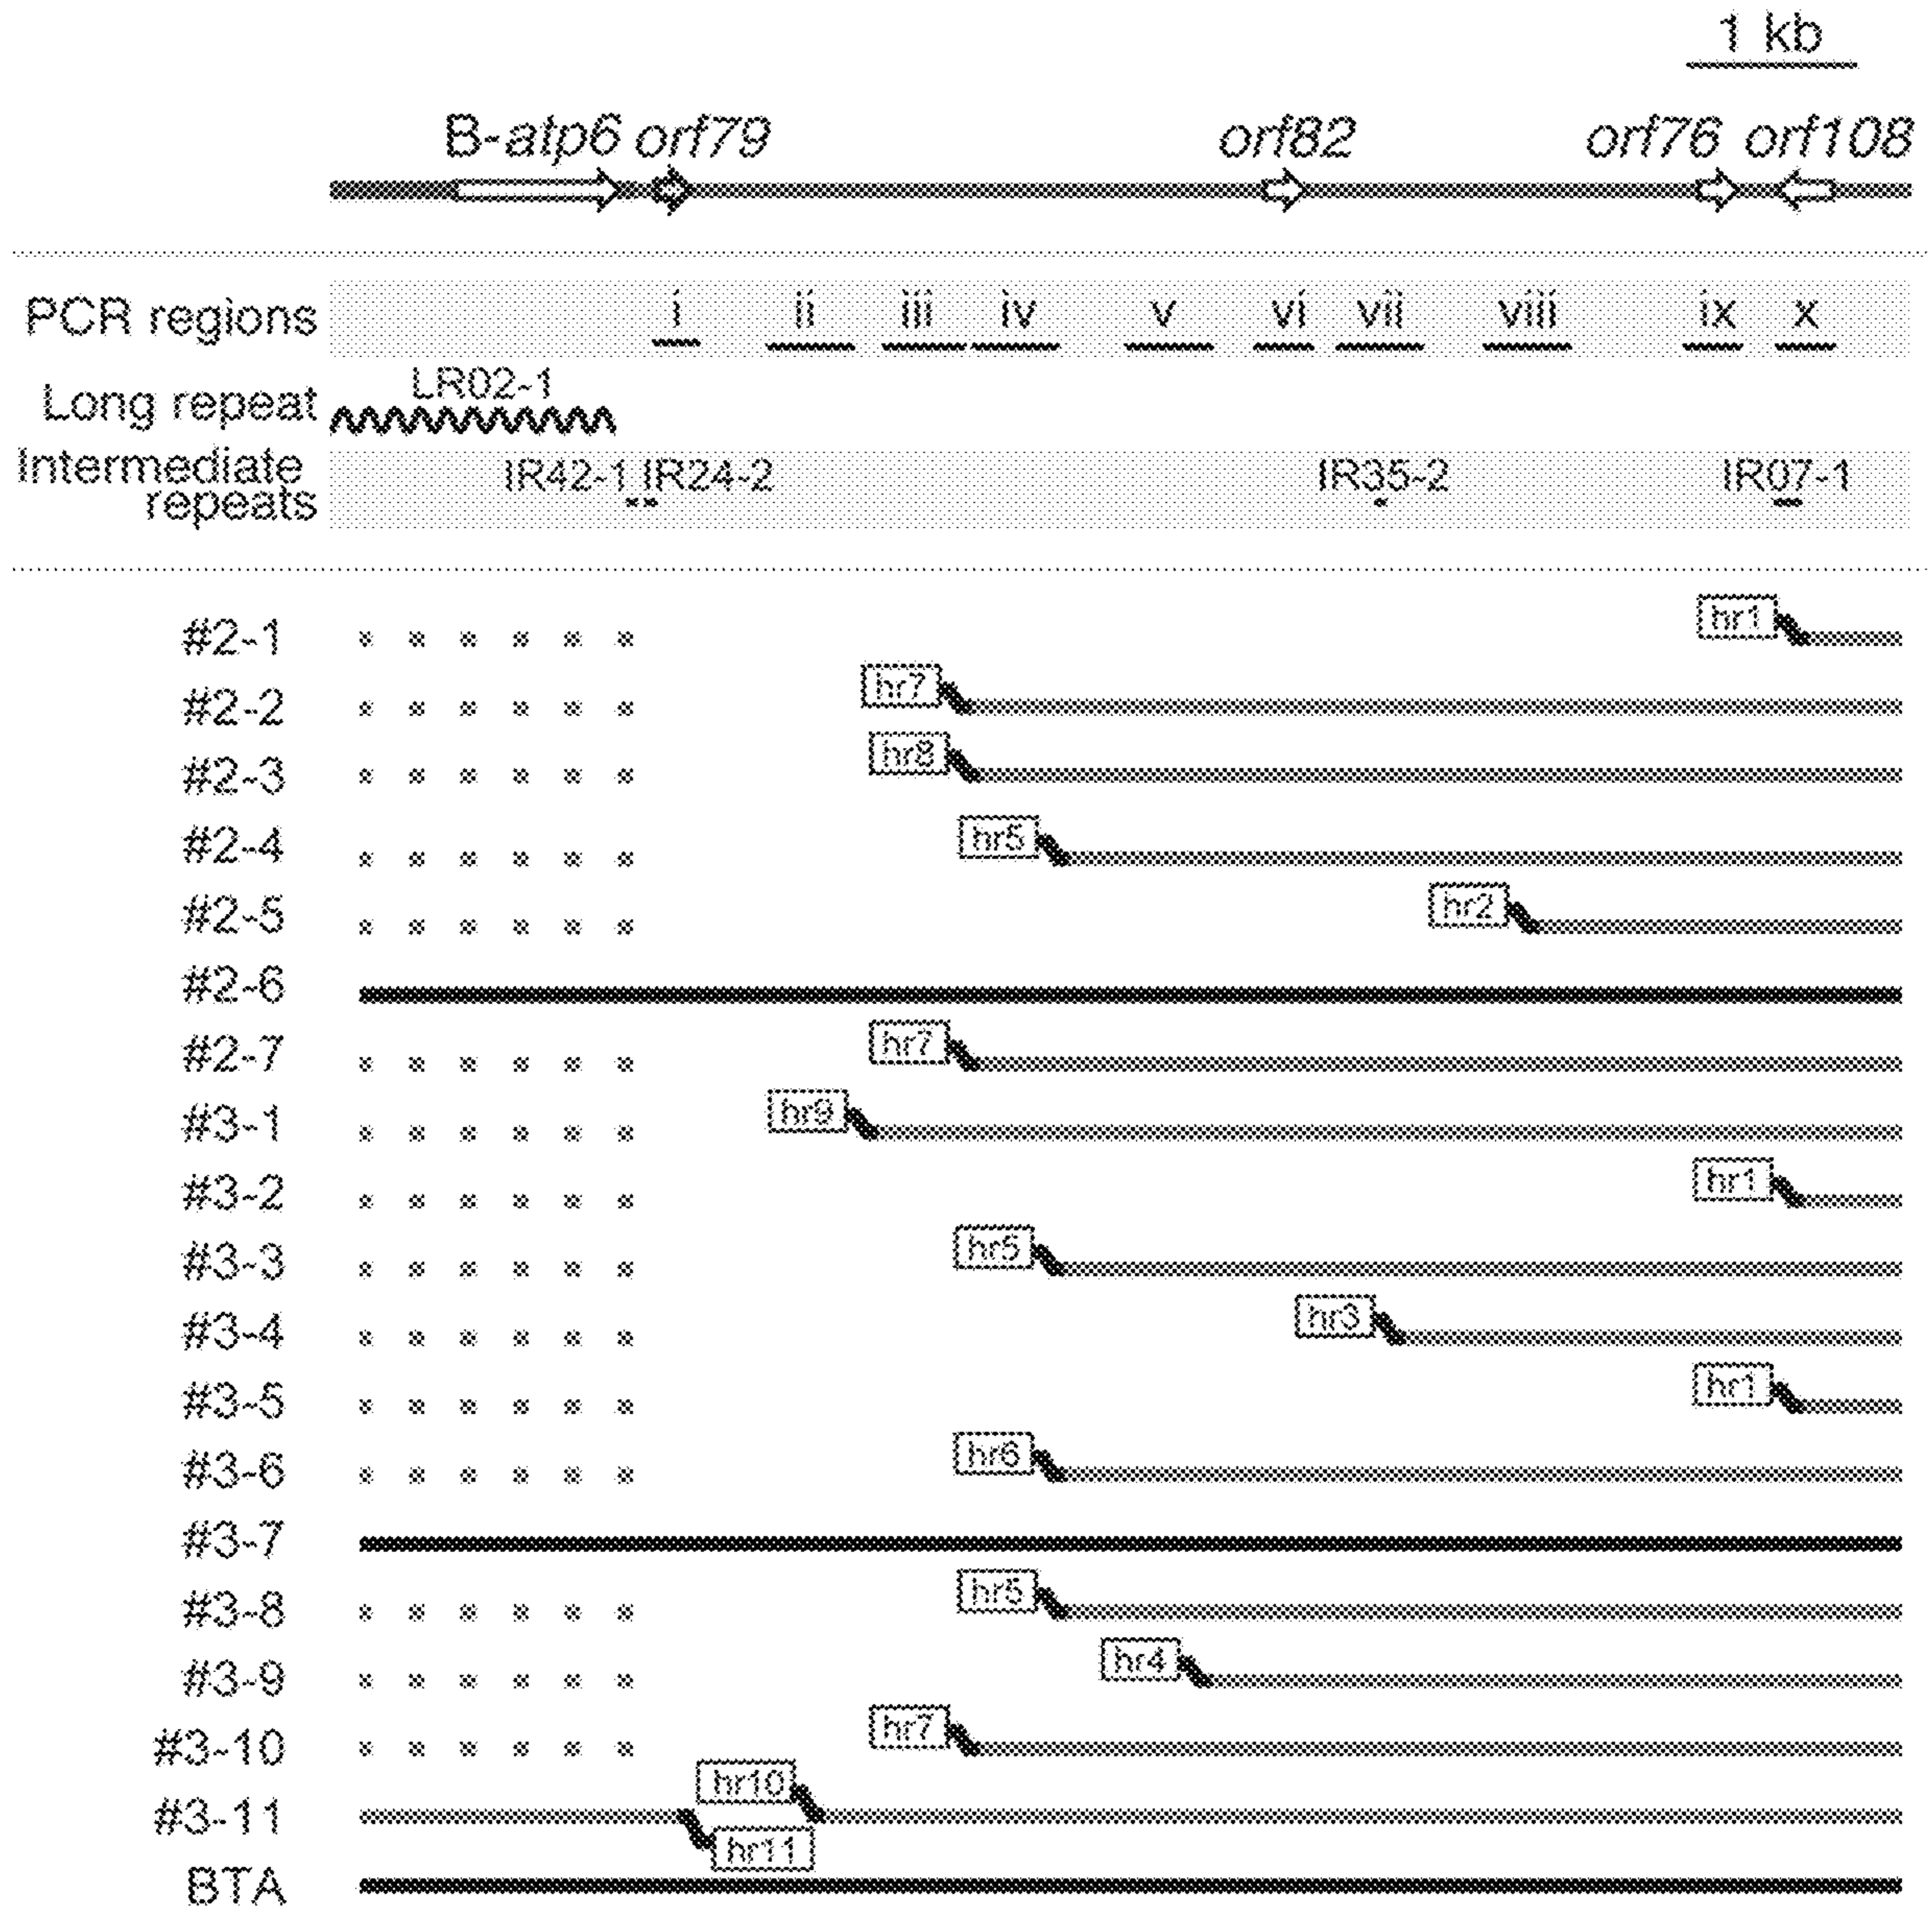 1 kb
B-atp6 orf79 orf82 orf76 orf108
PCR regions i ii iii iv v vi vii viii ix x
LR02-1
Long repeat
Intermediate repeats IR42-1 IR24-2 IR35-2 IR07-1
#2-1 hr1
#2-2 hr7
#2-3 hr8
#2-4 hr5
#2-5 hr2
#2-6
#2-7 hr7
#3-1 hr9
#3-2 hr1
#3-3 hr5
#3-4 hr3
#3-5 hr1
#3-6 hr6
#3-7
#3-8 hr5
#3-9 hr4
#3-10 hr7
hr10
#3-11
hr11
BTA